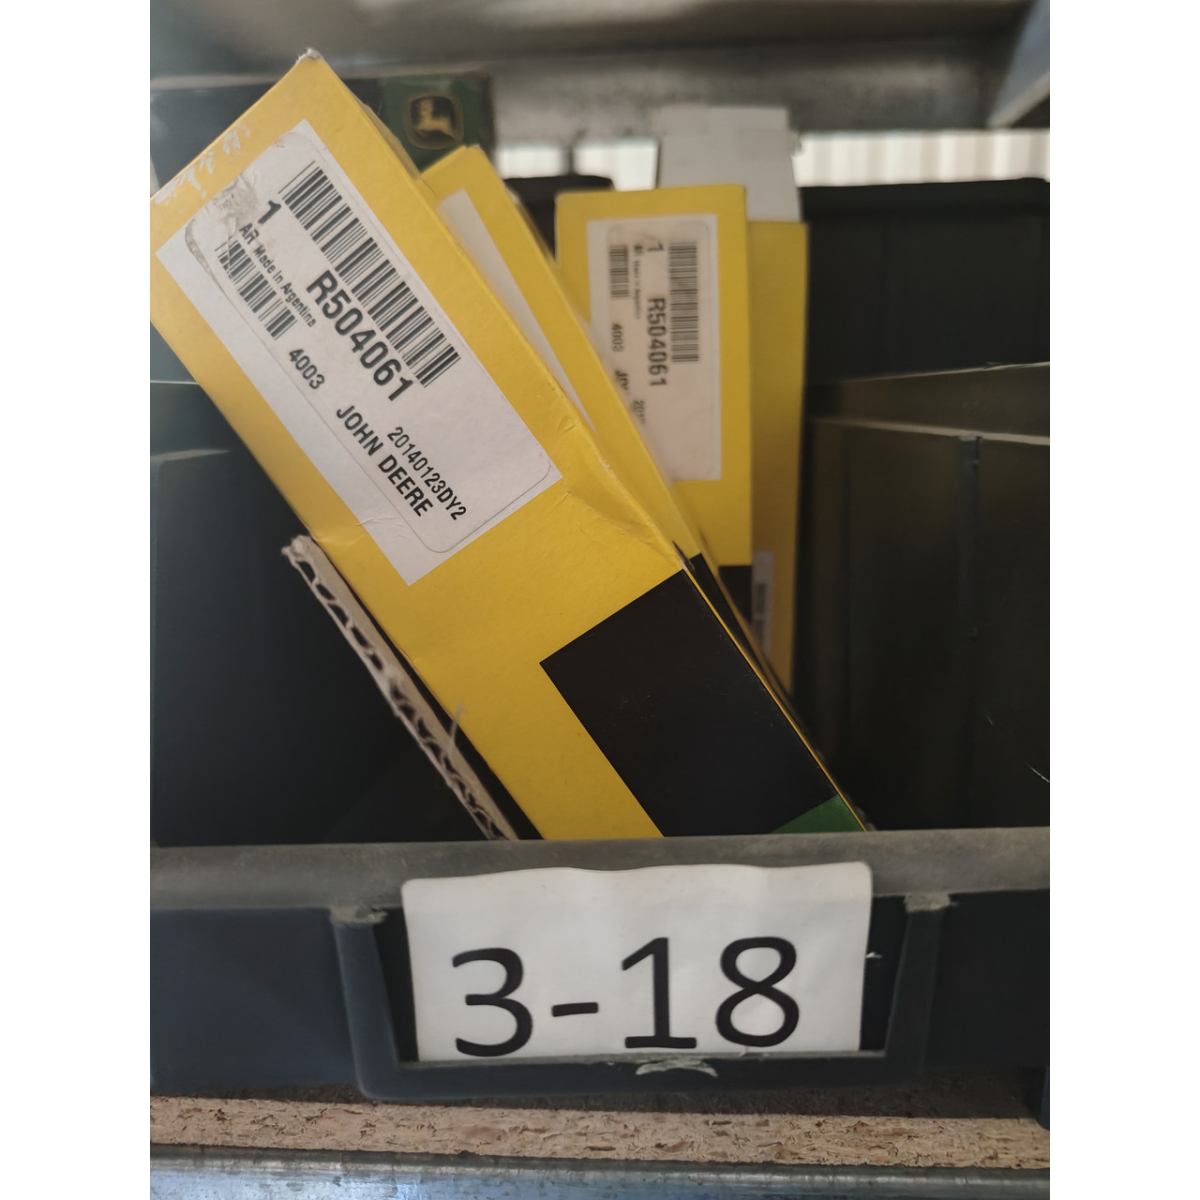 1
AR Made in Argentina
R504061
4003
20140123DY2
JOHN DEERE
1
R504061
4003
3-18